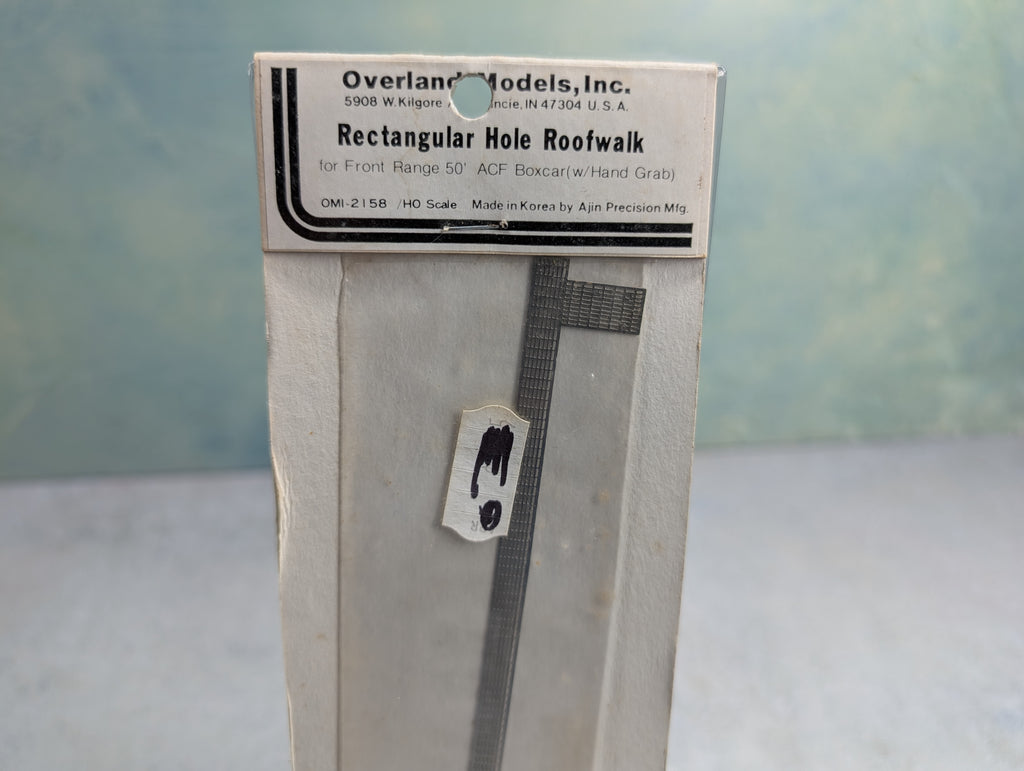 Overland Models, Inc.
5908 W. Kilgore IN 47304 U.S.A.
Rectangular Hole Roofwalk
for Front Range 50' ACF Boxcar(w/Hand Grab)
OMI-2158 /HO Scale Made in Korea by Ajin Precision Mfg.